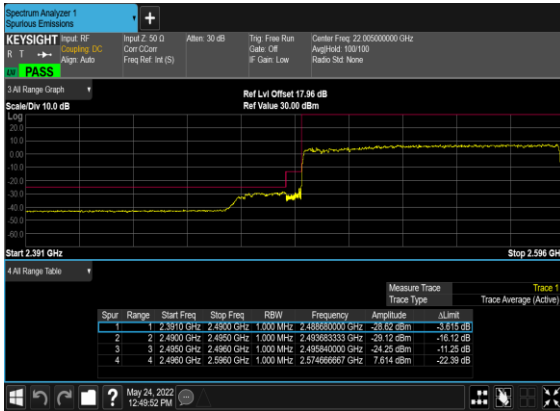 Spectrum Analyzer 1
Spurious Emissions
KEYSIGHT Input: RF Input Z: 50 Ω Atten: 30 dB Trig: Free Run Center Freq: 22.005000000 GHz
R T Coupling: DC Corr CCorr Gate: Off Avg|Hold: 100/100
Align: Auto Freq Ref: Int (S) IF Gain: Low Radio Std: None
LXI PASS
3 All Range Graph
Ref Lvl Offset 17.96 dB
Scale/Div 10.0 dB Ref Value 30.00 dBm
Log
20.0
10.0
0.00
-10.0
-20.0
-30.0
-40.0
-50.0
-60.0
Start 2.391 GHz Stop 2.596 GH
4 All Range Table
Measure Trace Trace 1
Trace Type Trace Average (Active)
Spur Range Start Freq Stop Freq RBW Frequency Amplitude ΔLimit
1 1 2.3910 GHz 2.4900 GHz 1.000 MHz 2.488680000 GHz -28.62 dBm -3.615 dB
2 2 2.4900 GHz 2.4950 GHz 1.000 MHz 2.493683333 GHz -29.12 dBm -16.12 dB
3 3 2.4950 GHz 2.4960 GHz 1.000 MHz 2.495840000 GHz -24.25 dBm -11.25 dB
4 4 2.4960 GHz 2.5960 GHz 1.000 MHz 2.574666667 GHz 7.614 dBm -22.39 dB
May 24, 2022
12:49:52 PM